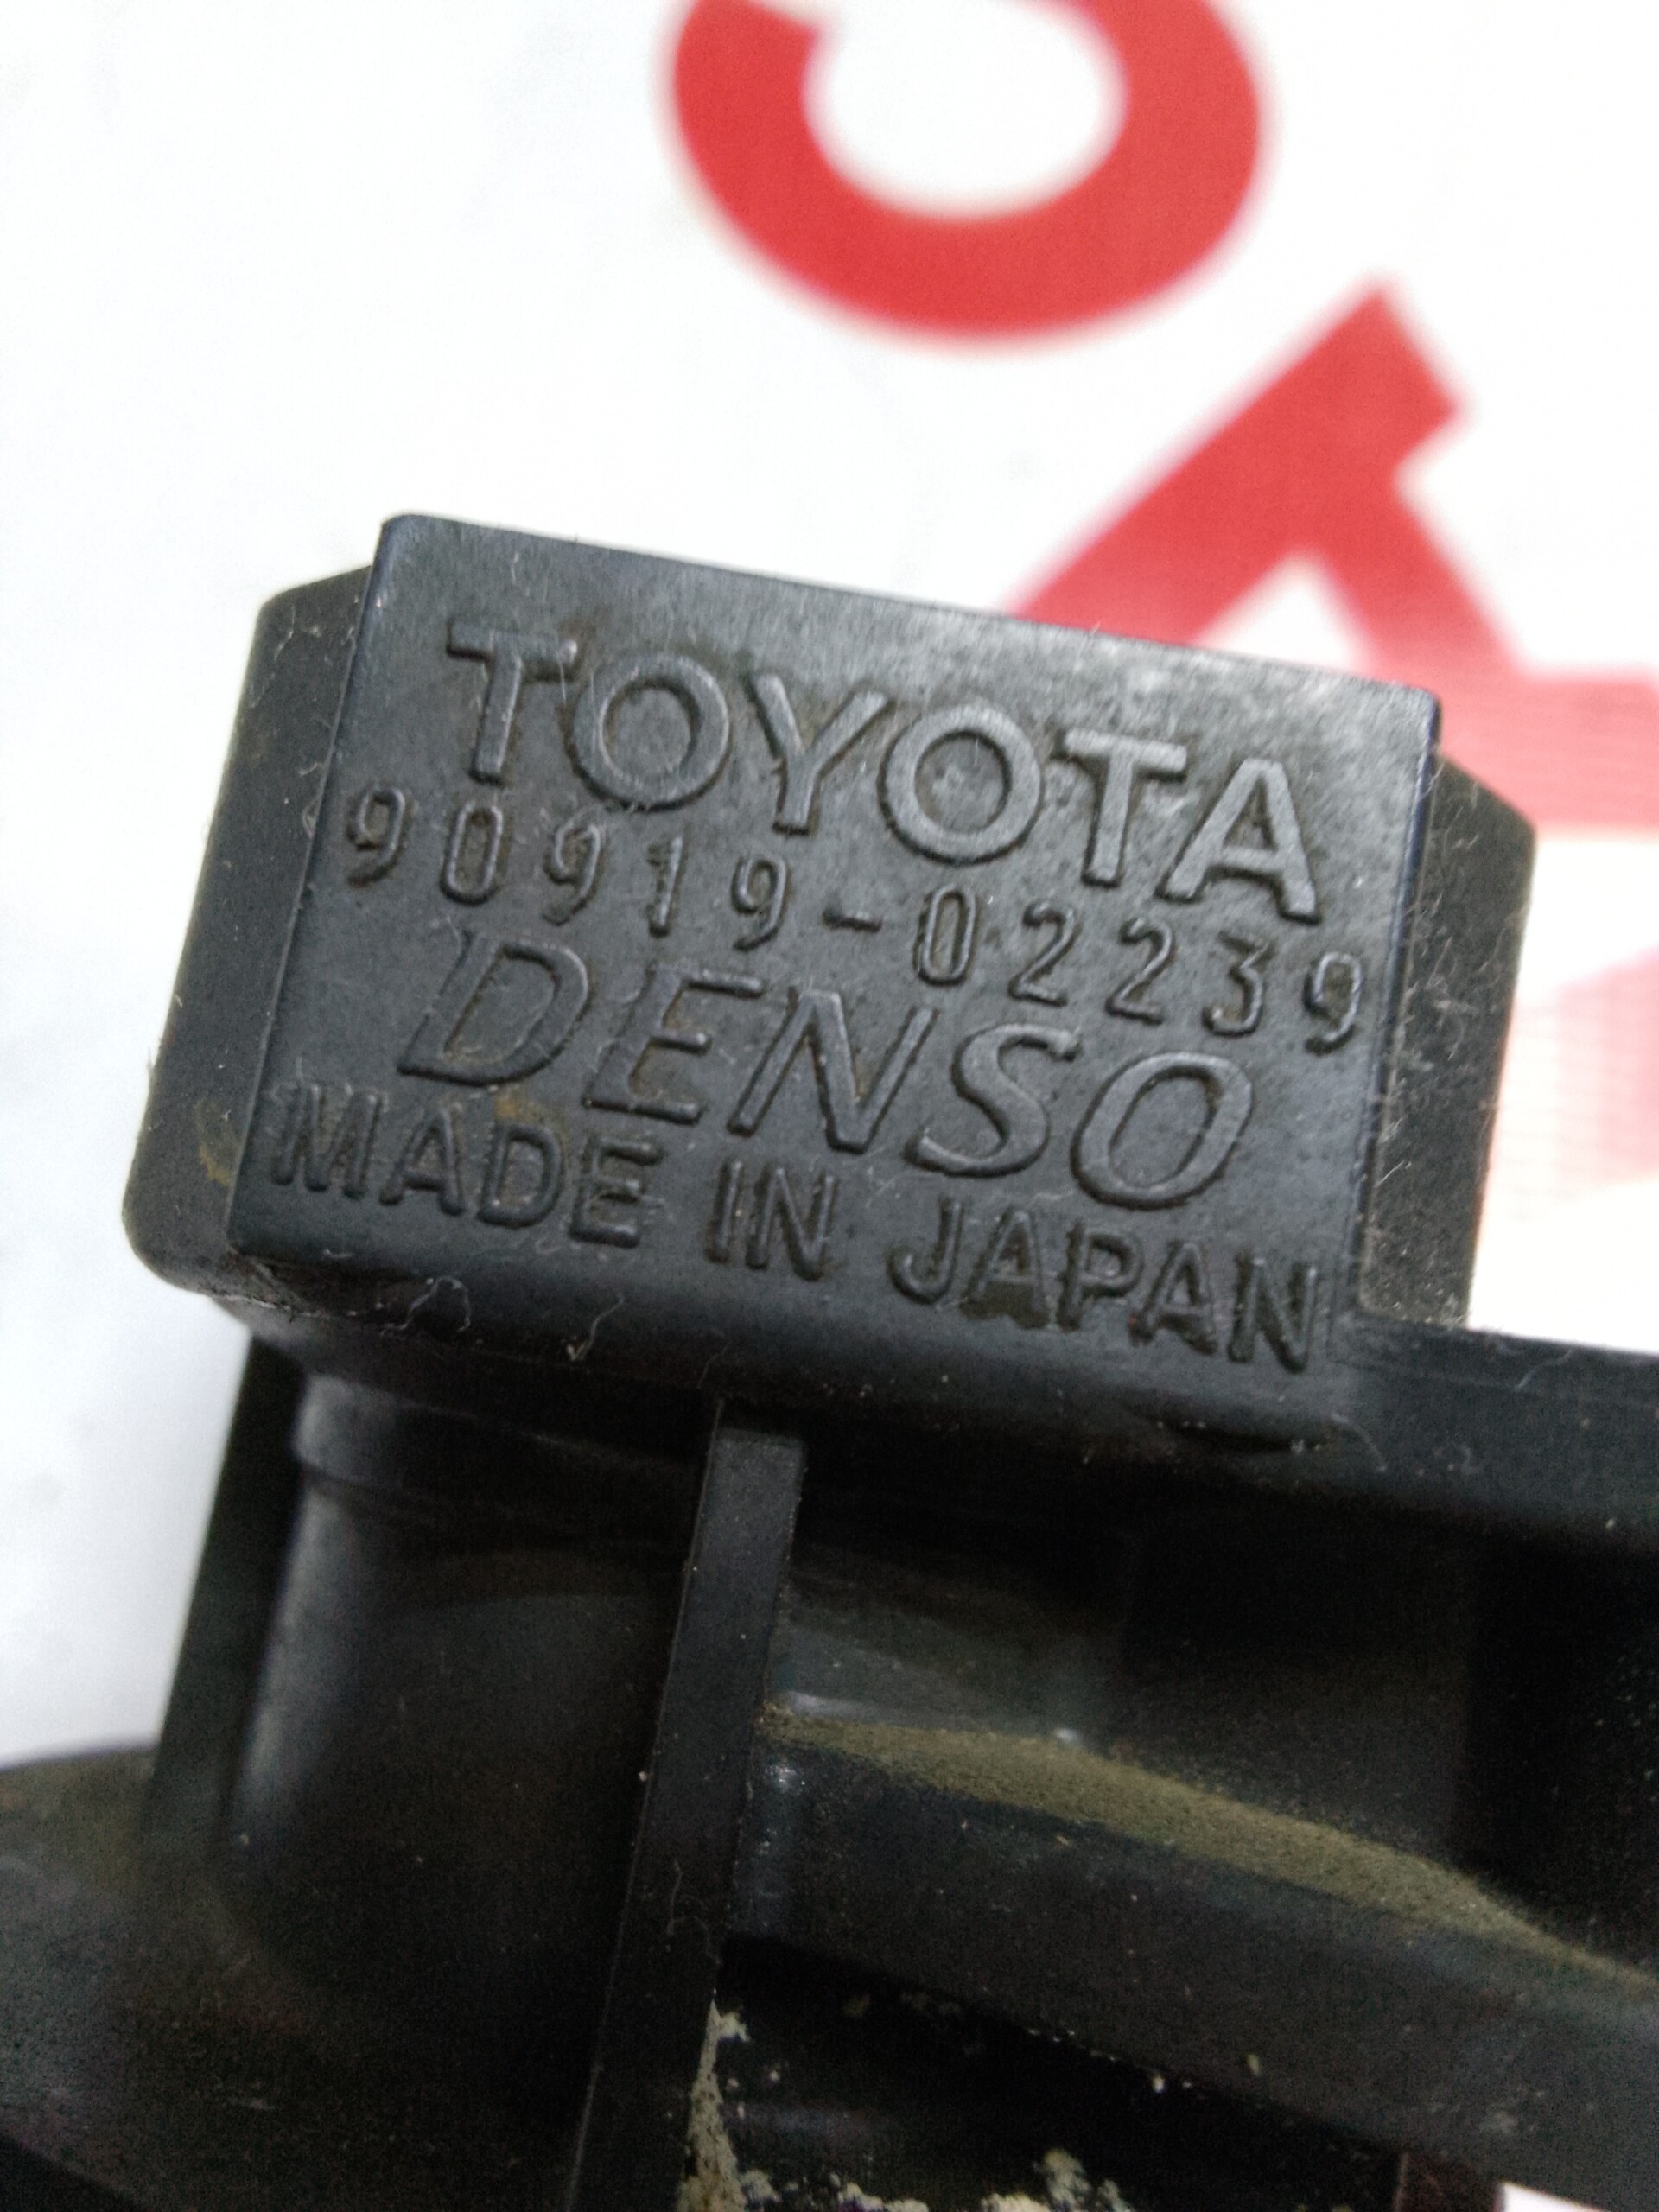 TOYOTA
90919-02239
DENSO
MADE IN JAPAN